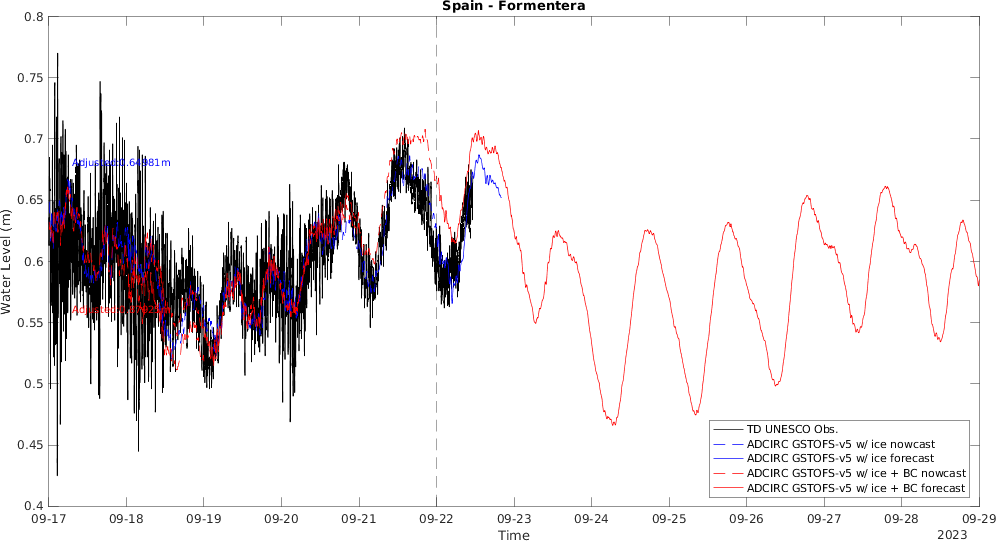 Spain - Formentera
Water Level (m)
0.8
0.75
0.7
0.65
0.6
0.55
0.5
0.45
0.4
09-17
09-18
09-19
09-20
09-21
09-22
09-23
09-24
09-25
09-26
09-27
09-28
09-29
Time
2023
TD UNESCO Obs.
ADCIRC GSTOFS-v5 w/ ice nowcast
ADCIRC GSTOFS-v5 w/ ice forecast
ADCIRC GSTOFS-v5 w/ ice + BC nowcast
ADCIRC GSTOFS-v5 w/ ice + BC forecast